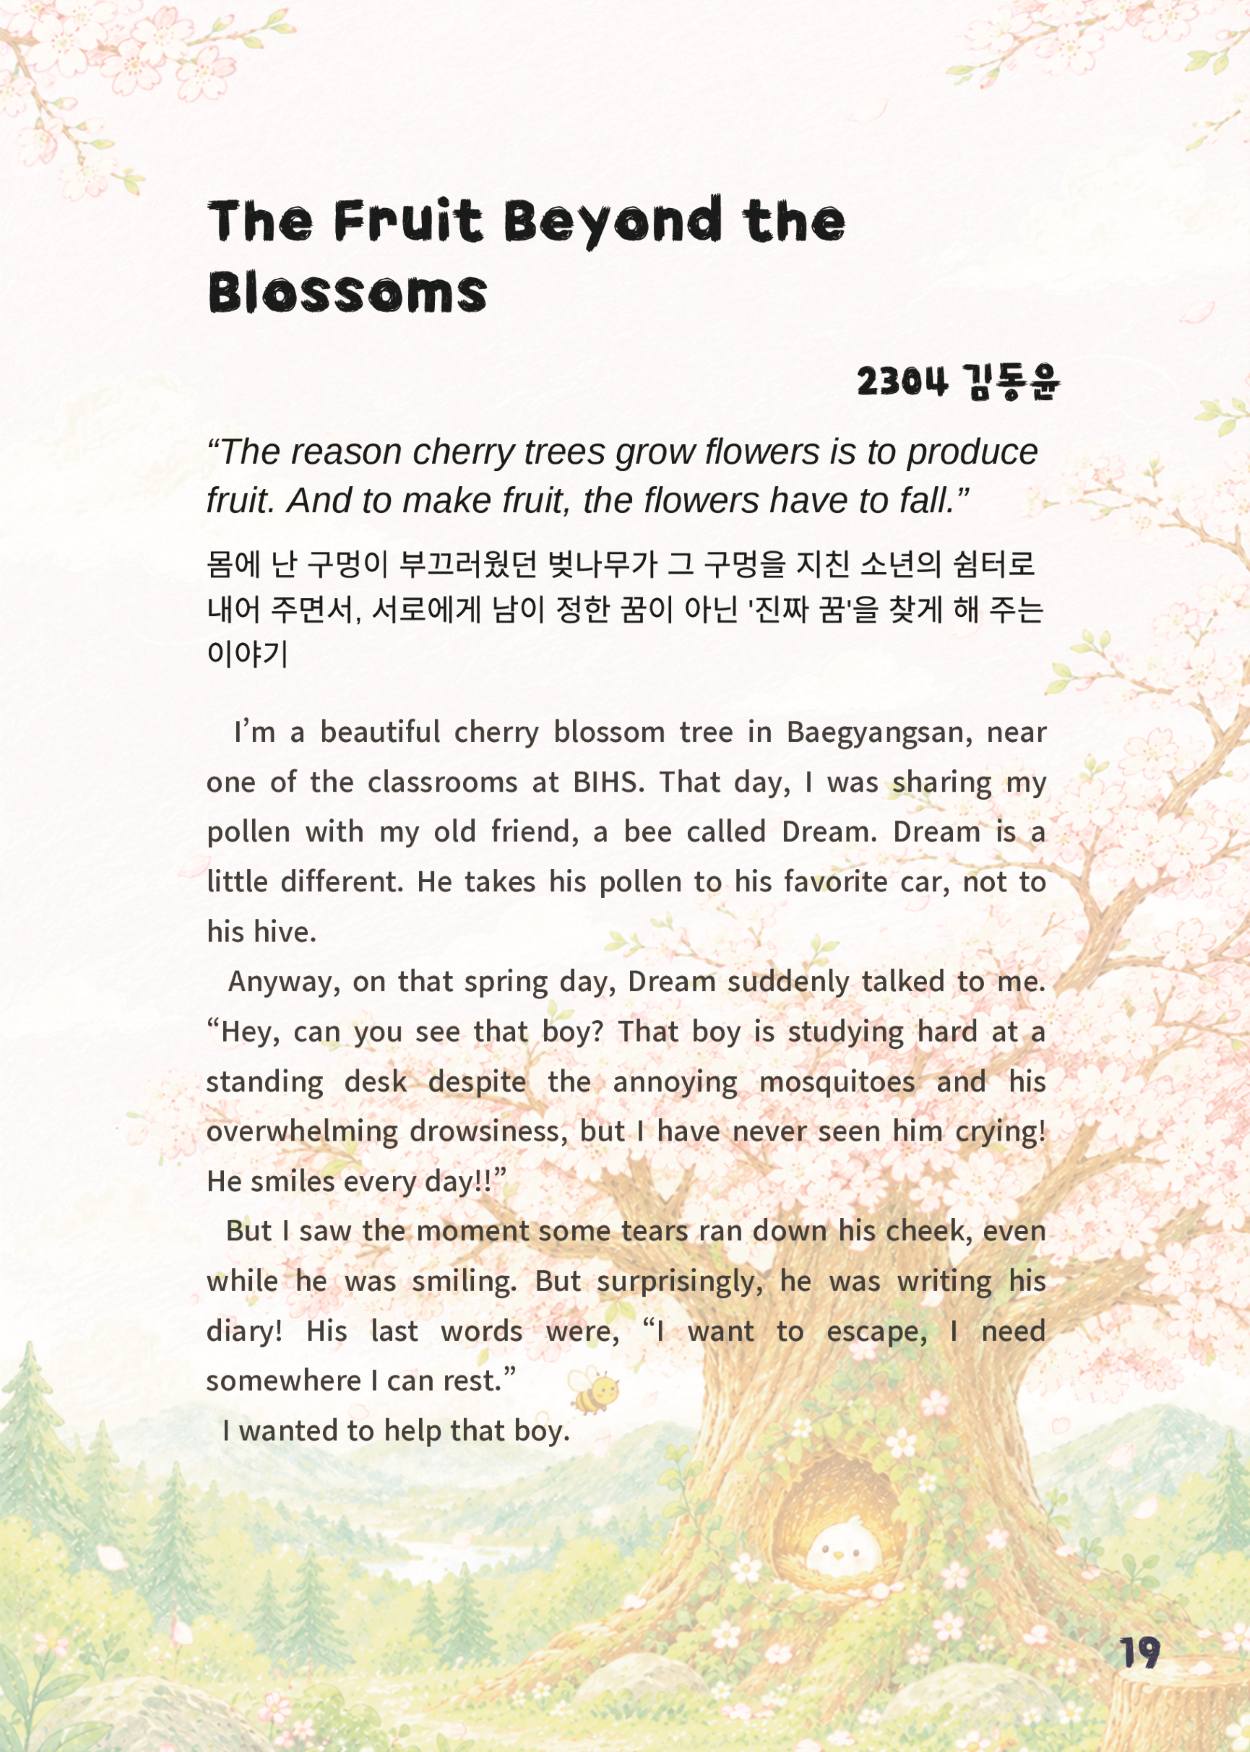 The Fruit Beyond the
Blossoms
2304 김동윤
“The reason cherry trees grow flowers is to produce
fruit. And to make fruit, the flowers have to fall.”
몸에 난 구멍이 부끄러웠던 벚나무가 그 구멍을 지친 소년의 쉼터로
내어 주면서, 서로에게 남이 정한 꿈이 아닌 '진짜 꿈'을 찾게 해 주는
이야기
I’m a beautiful cherry blossom tree in Baegyangsan, near
one of the classrooms at BIHS. That day, I was sharing my
pollen with my old friend, a bee called Dream. Dream is a
little different. He takes his pollen to his favorite car, not to
his hive.
Anyway, on that spring day, Dream suddenly talked to me.
“Hey, can you see that boy? That boy is studying hard at a
standing desk despite the annoying mosquitoes and his
overwhelming drowsiness, but I have never seen him crying!
He smiles every day!!”
But I saw the moment some tears ran down his cheek, even
while he was smiling. But surprisingly, he was writing his
diary! His last words were, “I want to escape, I need
somewhere I can rest.”
I wanted to help that boy.
19